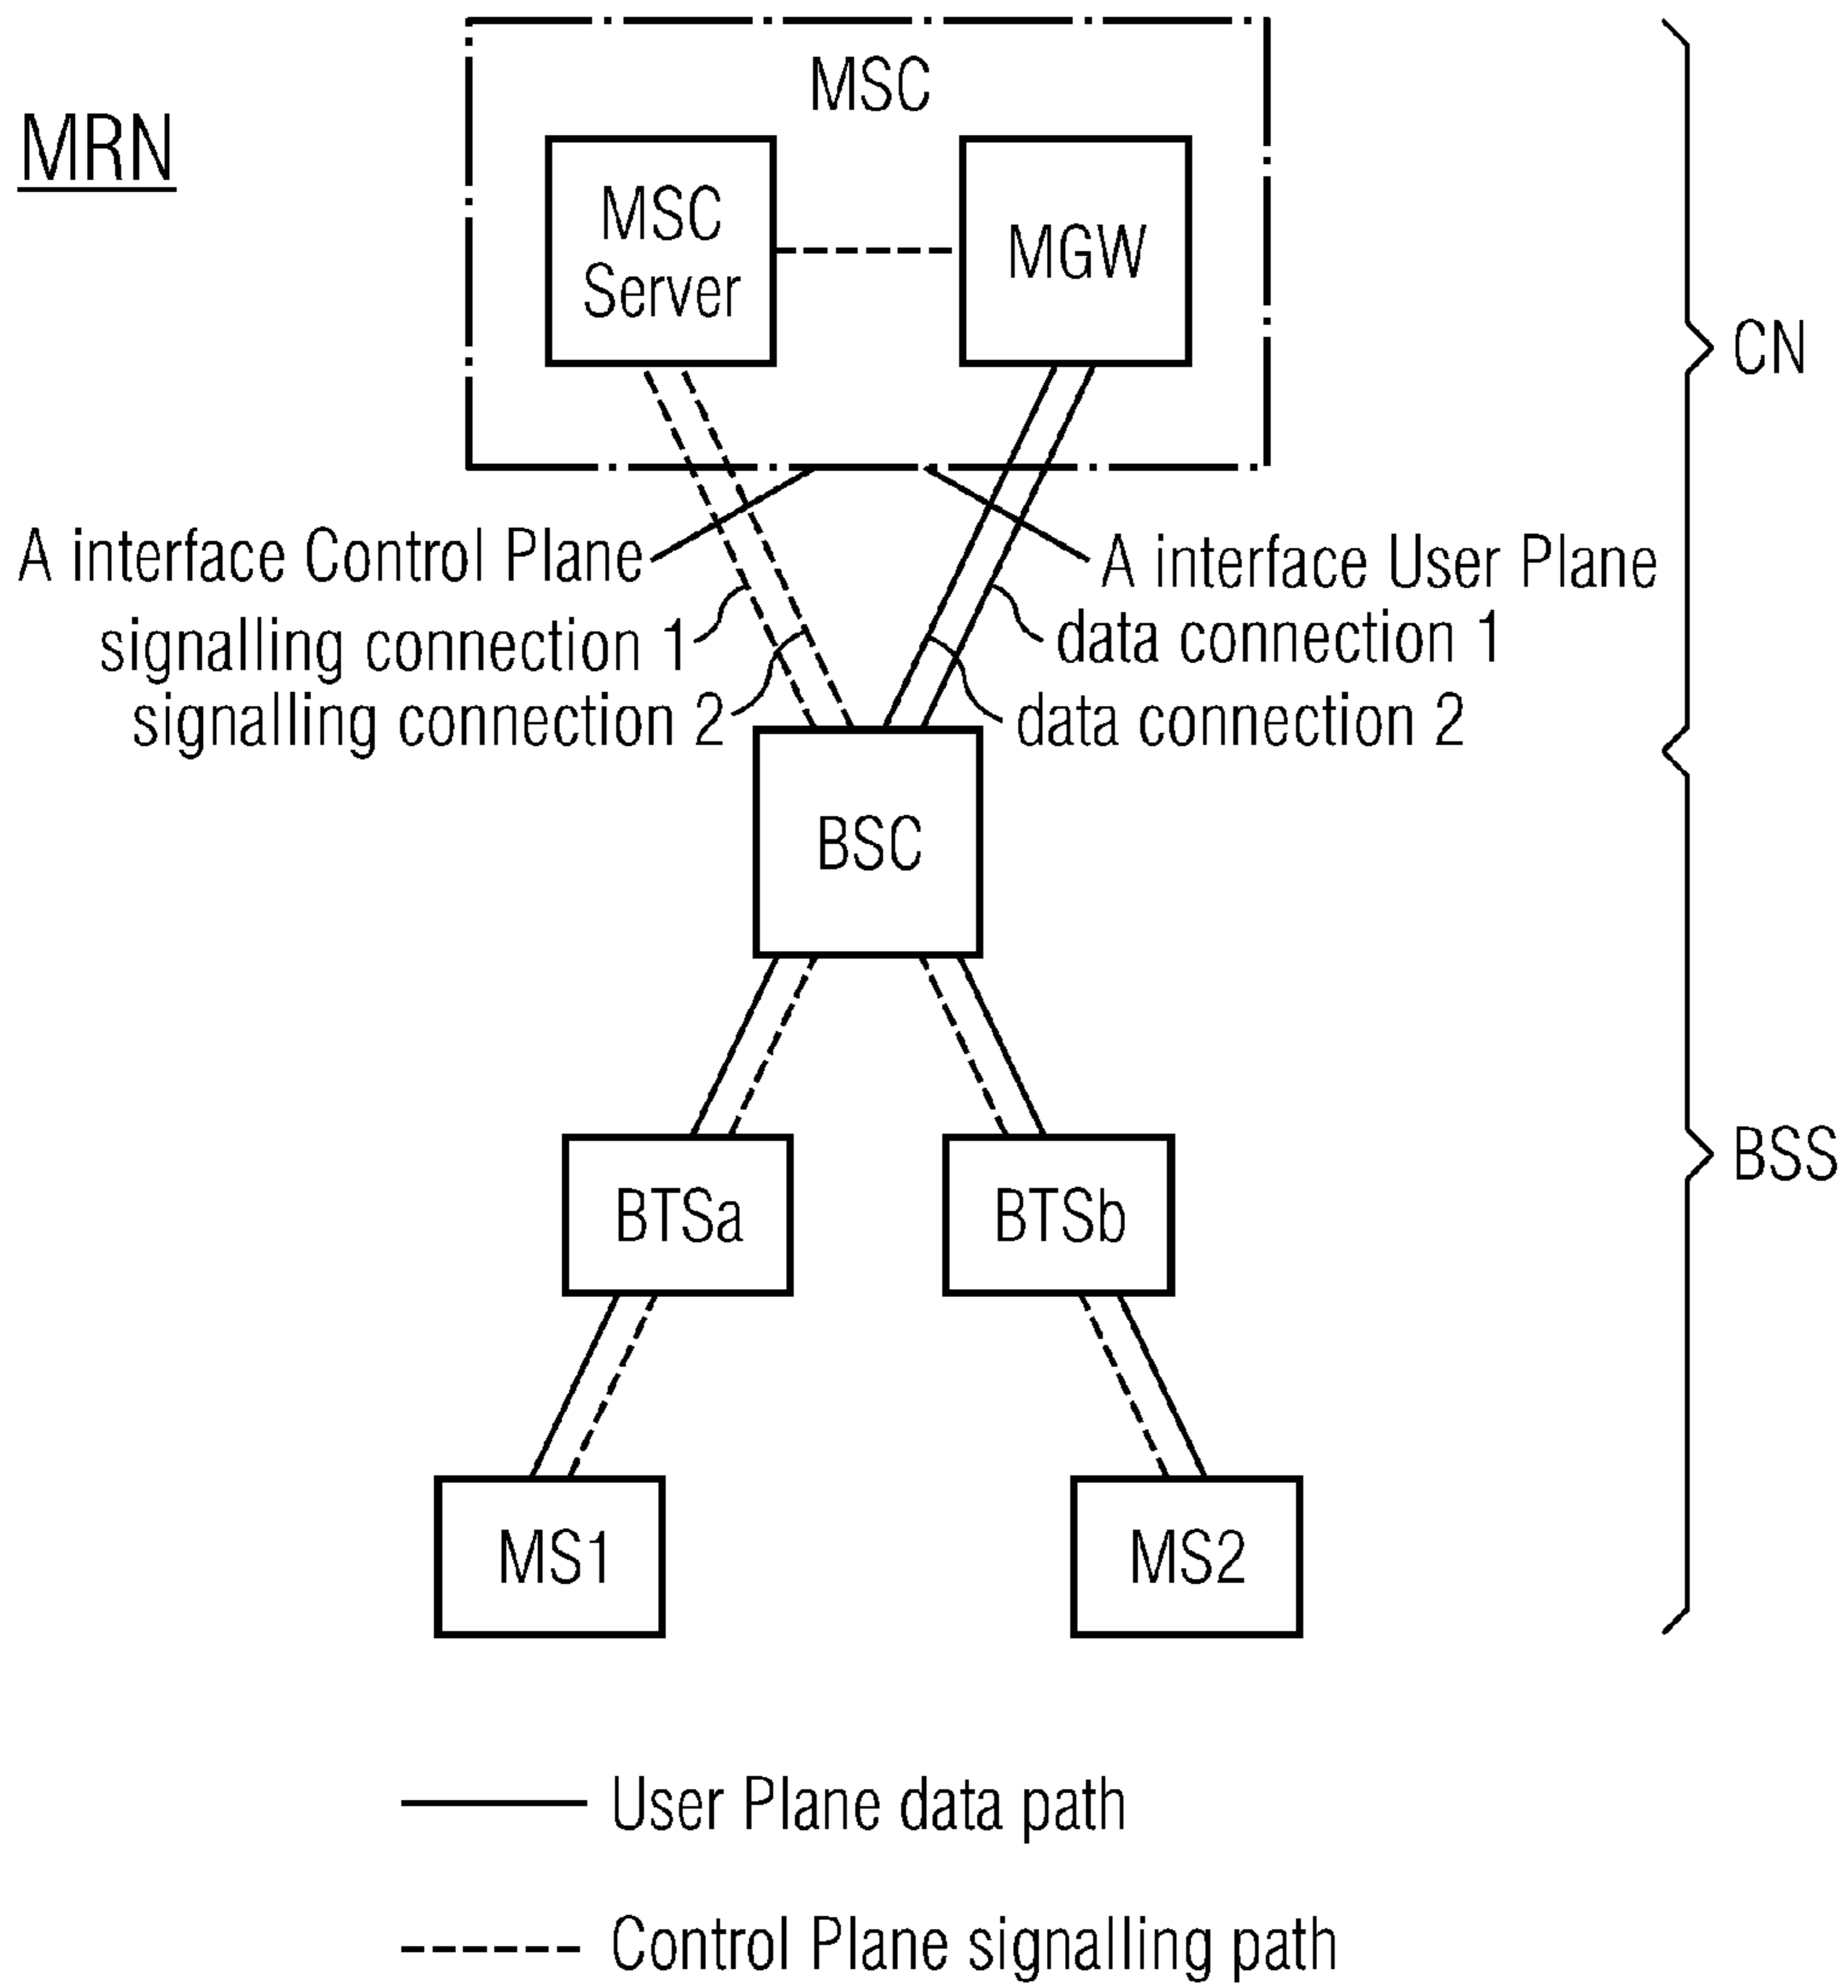 MSC
MRN
MSC
Server
MGW
CN
A interface Control Plane
A interface User Plane
signalling connection 1
data connection 1
signalling connection 2
data connection 2
BSC
BSS
BTSa
BTSb
MS1
MS2
User Plane data path
Control Plane signalling path